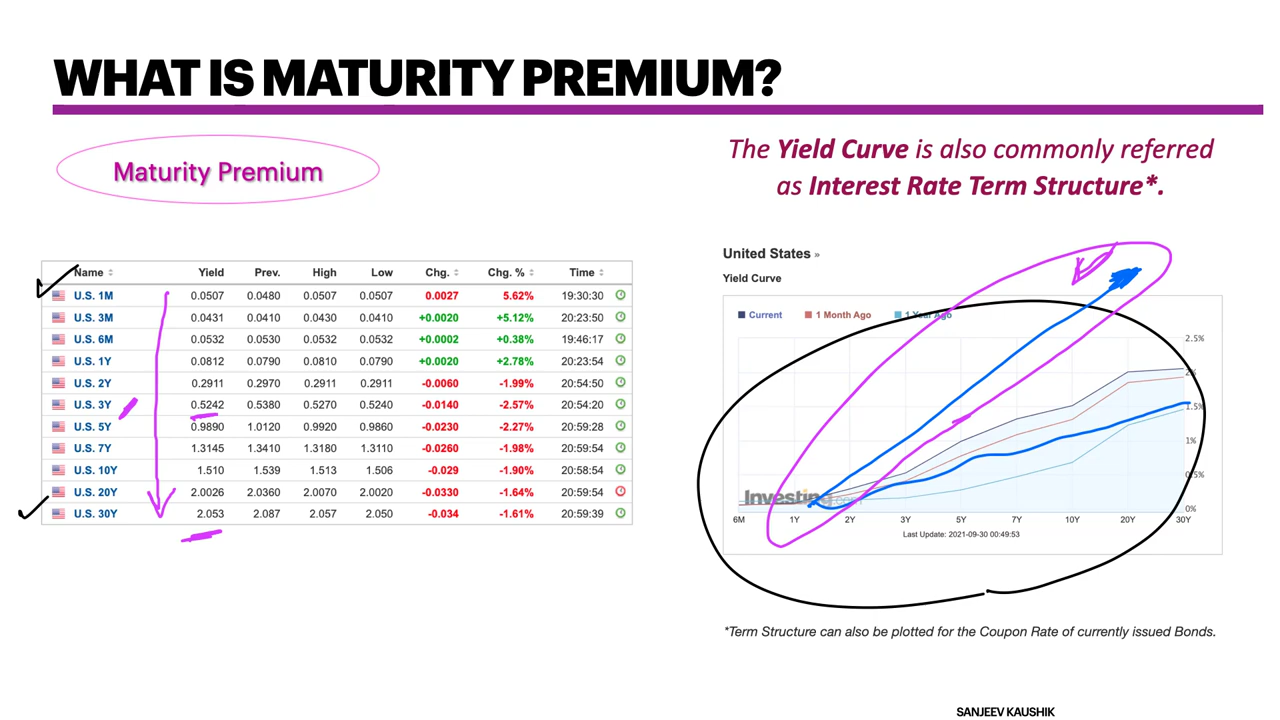 WHAT IS MATURITY PREMIUM?
Maturity Premium
The Yield Curve is also commonly referred
as Interest Rate Term Structure*.
Name Yield Prev. High Low Chg. Chg. % Time
U.S. 1M 0.0507 0.0480 0.0507 0.0507 0.0027 5.62% 19:30:30
U.S. 3M 0.0431 0.0410 0.0430 0.0410 +0.0020 +5.12% 20:23:50
U.S. 6M 0.0532 0.0530 0.0532 0.0532 +0.0002 +0.38% 19:46:17
U.S. 1Y 0.0812 0.0790 0.0810 0.0790 +0.0020 +2.78% 20:23:54
U.S. 2Y 0.2911 0.2970 0.2911 0.2911 -0.0060 -1.99% 20:54:50
U.S. 3Y 0.5242 0.5380 0.5270 0.5240 -0.0140 -2.57% 20:54:20
U.S. 5Y 0.9890 1.0120 0.9920 0.9860 -0.0230 -2.27% 20:59:28
U.S. 7Y 1.3145 1.3410 1.3180 1.3110 -0.0260 -1.98% 20:59:54
U.S. 10Y 1.510 1.539 1.513 1.506 -0.029 -1.90% 20:58:54
U.S. 20Y 2.0026 2.0360 2.0070 2.0020 -0.0330 -1.64% 20:59:54
U.S. 30Y 2.053 2.087 2.057 2.050 -0.034 -1.61% 20:59:39
United States »
Yield Curve
Current 1 Month Ago 1 Year Ago
2.5%
2%
1.5%
1%
0.5%
0%
Investing.com
6M 1Y 2Y 3Y 5Y 7Y 10Y 20Y 30Y
Last Update: 2021-09-30 00:49:53
*Term Structure can also be plotted for the Coupon Rate of currently issued Bonds.
SANJEEV KAUSHIK